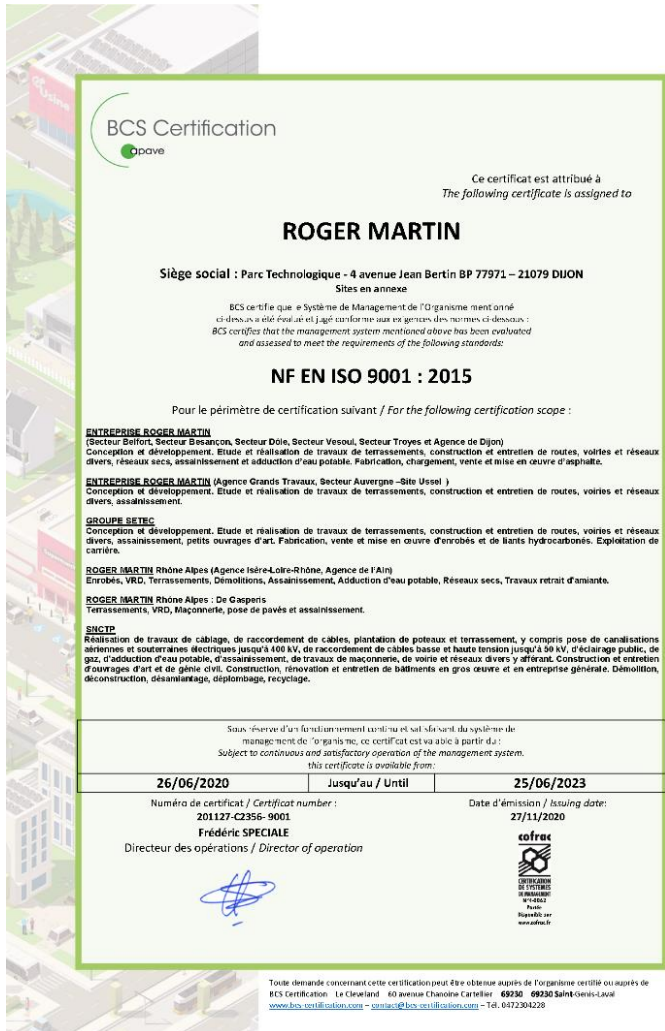 Usine
BCS Certification
apave
Ce certificat est attribué à
The following certificate is assigned to
ROGER MARTIN
Siège social : Parc Technologique - 4 avenue Jean Bertin BP 77971 – 21079 DIJON
Sites en annexe
BCS certifie que le Système de Management de l'Organisme mentionné
ci-dessus a été évalué et jugé conforme aux exigences des normes ci-dessous :
BCS certifies that the management system mentioned above has been evaluated
and assessed to meet the requirements of the following standards:
NF EN ISO 9001 : 2015
Pour le périmètre de certification suivant / For the following certification scope :
ENTREPRISE ROGER MARTIN
(Secteur Belfort, Secteur Besançon, Secteur Dôle, Secteur Vesoul, Secteur Troyes et Agence de Dijon)
Conception et développement. Etude et réalisation de travaux de terrassements, construction et entretien de routes, voiries et réseaux
divers, réseaux secs, assainissement et adduction d'eau potable. Fabrication, chargement, vente et mise en œuvre d'asphalte.
ENTREPRISE ROGER MARTIN (Agence Grands Travaux, Secteur Auvergne –Site Ussel )
Conception et développement. Etude et réalisation de travaux de terrassements, construction et entretien de routes, voiries et réseaux
divers, assainissement.
GROUPE SETEC
Conception et développement. Etude et réalisation de travaux de terrassements, construction et entretien de routes, voiries et réseaux
divers, assainissement, petits ouvrages d'art. Fabrication, vente et mise en œuvre d'enrobés et de liants hydrocarbonés. Exploitation de
carrière.
ROGER MARTIN Rhône Alpes (Agence Isère-Loire-Rhône, Agence de l'Ain)
Enrobés, VRD, Terrassements, Démolitions, Assainissement, Adduction d'eau potable, Réseaux secs, Travaux retrait d'amiante.
ROGER MARTIN Rhône Alpes : De Gasperis
Terrassements, VRD, Maçonnerie, pose de pavés et assainissement.
SNCTP
Réalisation de travaux de câblage, de raccordement de câbles, plantation de poteaux et terrassement, y compris pose de canalisations
aériennes et souterraines électriques jusqu'à 400 kV, de raccordement de câbles basse et haute tension jusqu'à 50 kV, d'éclairage public, de
gaz, d'adduction d'eau potable, d'assainissement, de travaux de maçonnerie, de voirie et réseaux divers y afférant. Construction et entretien
d'ouvrages d'art et de génie civil. Construction, rénovation et entretien de bâtiments en gros œuvre et en entreprise générale. Démolition,
déconstruction, désamiantage, déplombage, recyclage.
Sous réserve d'un fonctionnement continu et satisfaisant du système de
management de l'organisme, ce certificat est valable à partir du :
Subject to continuous and satisfactory operation of the management system,
this certificate is available from:
26/06/2020 Jusqu'au / Until 25/06/2023
Numéro de certificat / Certificat number :
201127-C2356- 9001
Frédéric SPECIALE
Directeur des opérations / Director of operation
Date d'émission / Issuing date:
27/11/2020
cofrac
CERTIFICATION
DE SYSTEMES
DE MANAGEMENT
N°4-0062
Portée
disponible sur
www.cofrac.fr
Toute demande concernant cette certification peut être obtenue auprès de l'organisme certifié ou auprès de
BCS Certification Le Cleveland 60 avenue Chanoine Cartellier 69230 69230 Saint-Genis-Laval
www.bcs-certification.com – contact@bcs-certification.com – Tél. 0472304228